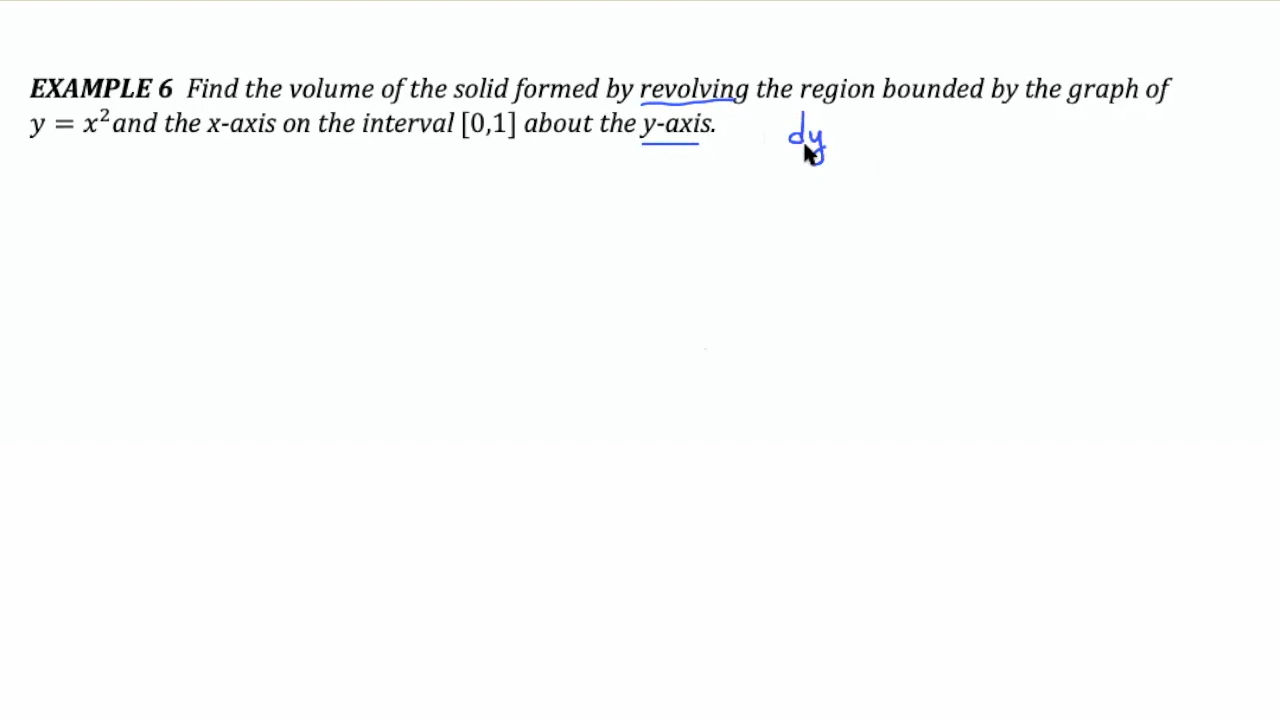 EXAMPLE 6 Find the volume of the solid formed by revolving the region bounded by the graph of
y = x² and the x-axis on the interval [0,1] about the y-axis. dy